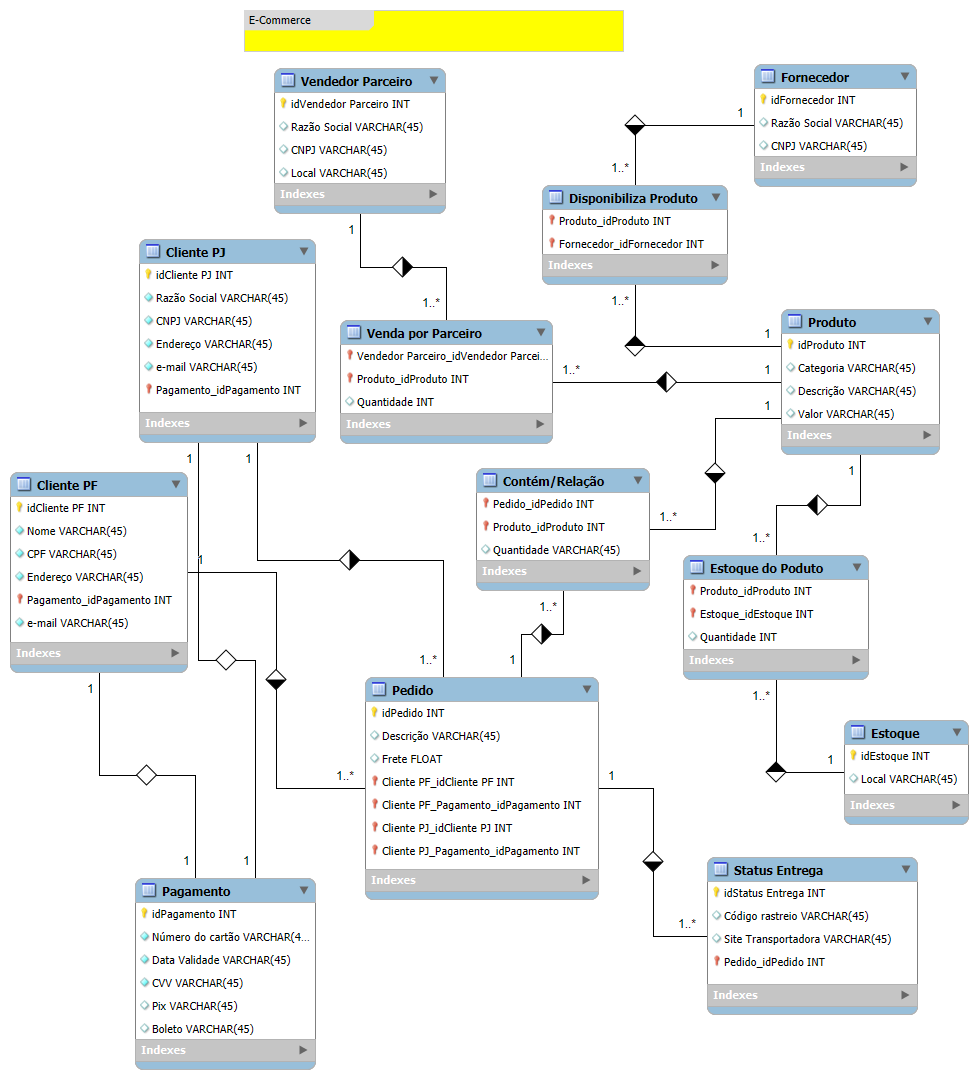 E-Commerce
Vendedor Parceiro
idVendedor Parceiro INT
Razão Social VARCHAR(45)
CNPJ VARCHAR(45)
Local VARCHAR(45)
Indexes
Fornecedor
idFornecedor INT
Razão Social VARCHAR(45)
CNPJ VARCHAR(45)
Indexes
1
1..*
Disponibiliza Produto
Produto_idProduto INT
Fornecedor_idFornecedor INT
Indexes
1..*
1
1
1..*
Cliente PJ
idCliente PJ INT
Razão Social VARCHAR(45)
CNPJ VARCHAR(45)
Endereço VARCHAR(45)
e-mail VARCHAR(45)
Pagamento_idPagamento INT
Indexes
1
1
Venda por Parceiro
Vendedor Parceiro_idVendedor Parcei...
Produto_idProduto INT
Quantidade INT
Indexes
1..*
1
Produto
idProduto INT
Categoria VARCHAR(45)
Descrição VARCHAR(45)
Valor VARCHAR(45)
Indexes
1
1
Cliente PF
idCliente PF INT
Nome VARCHAR(45)
CPF VARCHAR(45)
Endereço VARCHAR(45)
Pagamento_idPagamento INT
e-mail VARCHAR(45)
Indexes
1
1
Contém/Relação
Pedido_idPedido INT
Produto_idProduto INT
Quantidade VARCHAR(45)
Indexes
1..*
1..*
1
1..*
Estoque do Poduto
Produto_idProduto INT
Estoque_idEstoque INT
Quantidade INT
Indexes
1..*
1
1..*
1..*
Pedido
idPedido INT
Descrição VARCHAR(45)
Frete FLOAT
Cliente PF_idCliente PF INT
Cliente PF_Pagamento_idPagamento INT
Cliente PJ_idCliente PJ INT
Cliente PJ_Pagamento_idPagamento INT
Indexes
1
1..*
Estoque
idEstoque INT
Local VARCHAR(45)
Indexes
1
1
Pagamento
idPagamento INT
Número do cartão VARCHAR(4...
Data Validade VARCHAR(45)
CVV VARCHAR(45)
Pix VARCHAR(45)
Boleto VARCHAR(45)
Indexes
Status Entrega
idStatus Entrega INT
Código rastreio VARCHAR(45)
Site Transportadora VARCHAR(45)
Pedido_idPedido INT
Indexes